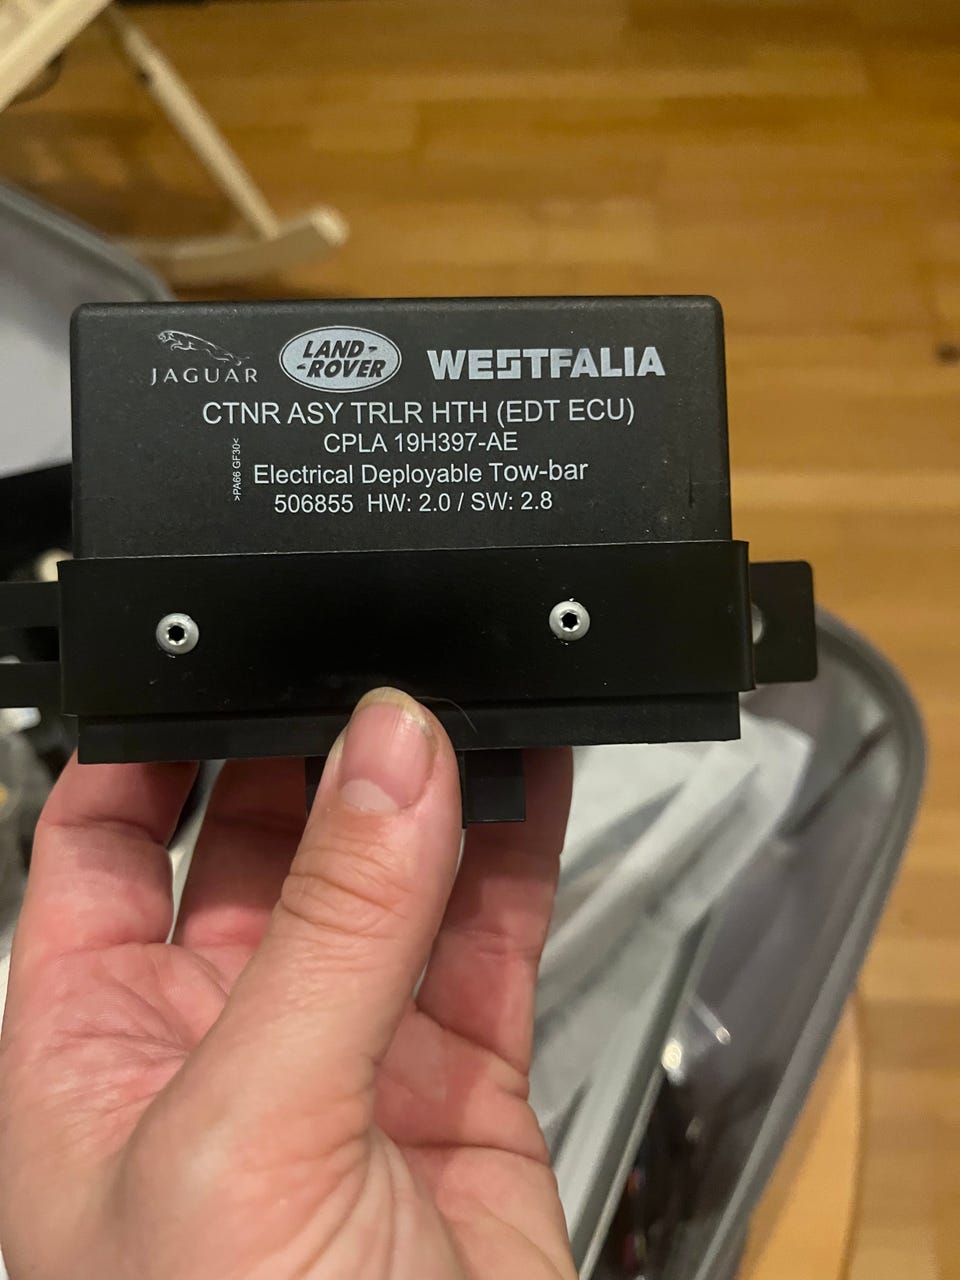 JAGUAR LAND-ROVER WESTFALIA
CTNR ASY TRLR HTH (EDT ECU)
CPLA 19H397-AE
>PA66 GF30<
Electrical Deployable Tow-bar
506855 HW: 2.0 / SW: 2.8